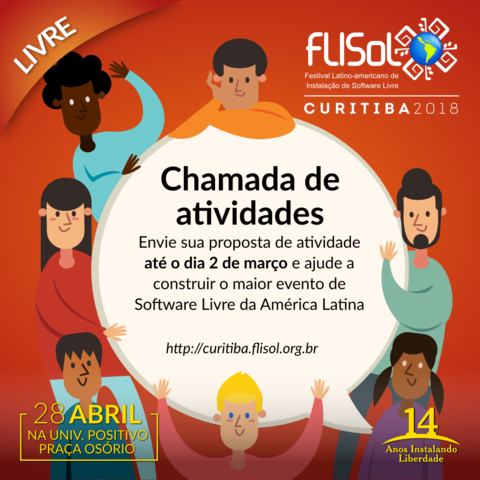 LIVRE
FLISoL
Festival Latino-americano de
Instalação de Software Livre
CURITIBA2018
Chamada de
atividades
Envie sua proposta de atividade
até o dia 2 de março e ajude a
construir o maior evento de
Software Livre da América Latina
http://curitiba.flisol.org.br
28 ABRIL
NA UNIV. POSITIVO
PRAÇA OSÓRIO
14
Anos Instalando
Liberdade